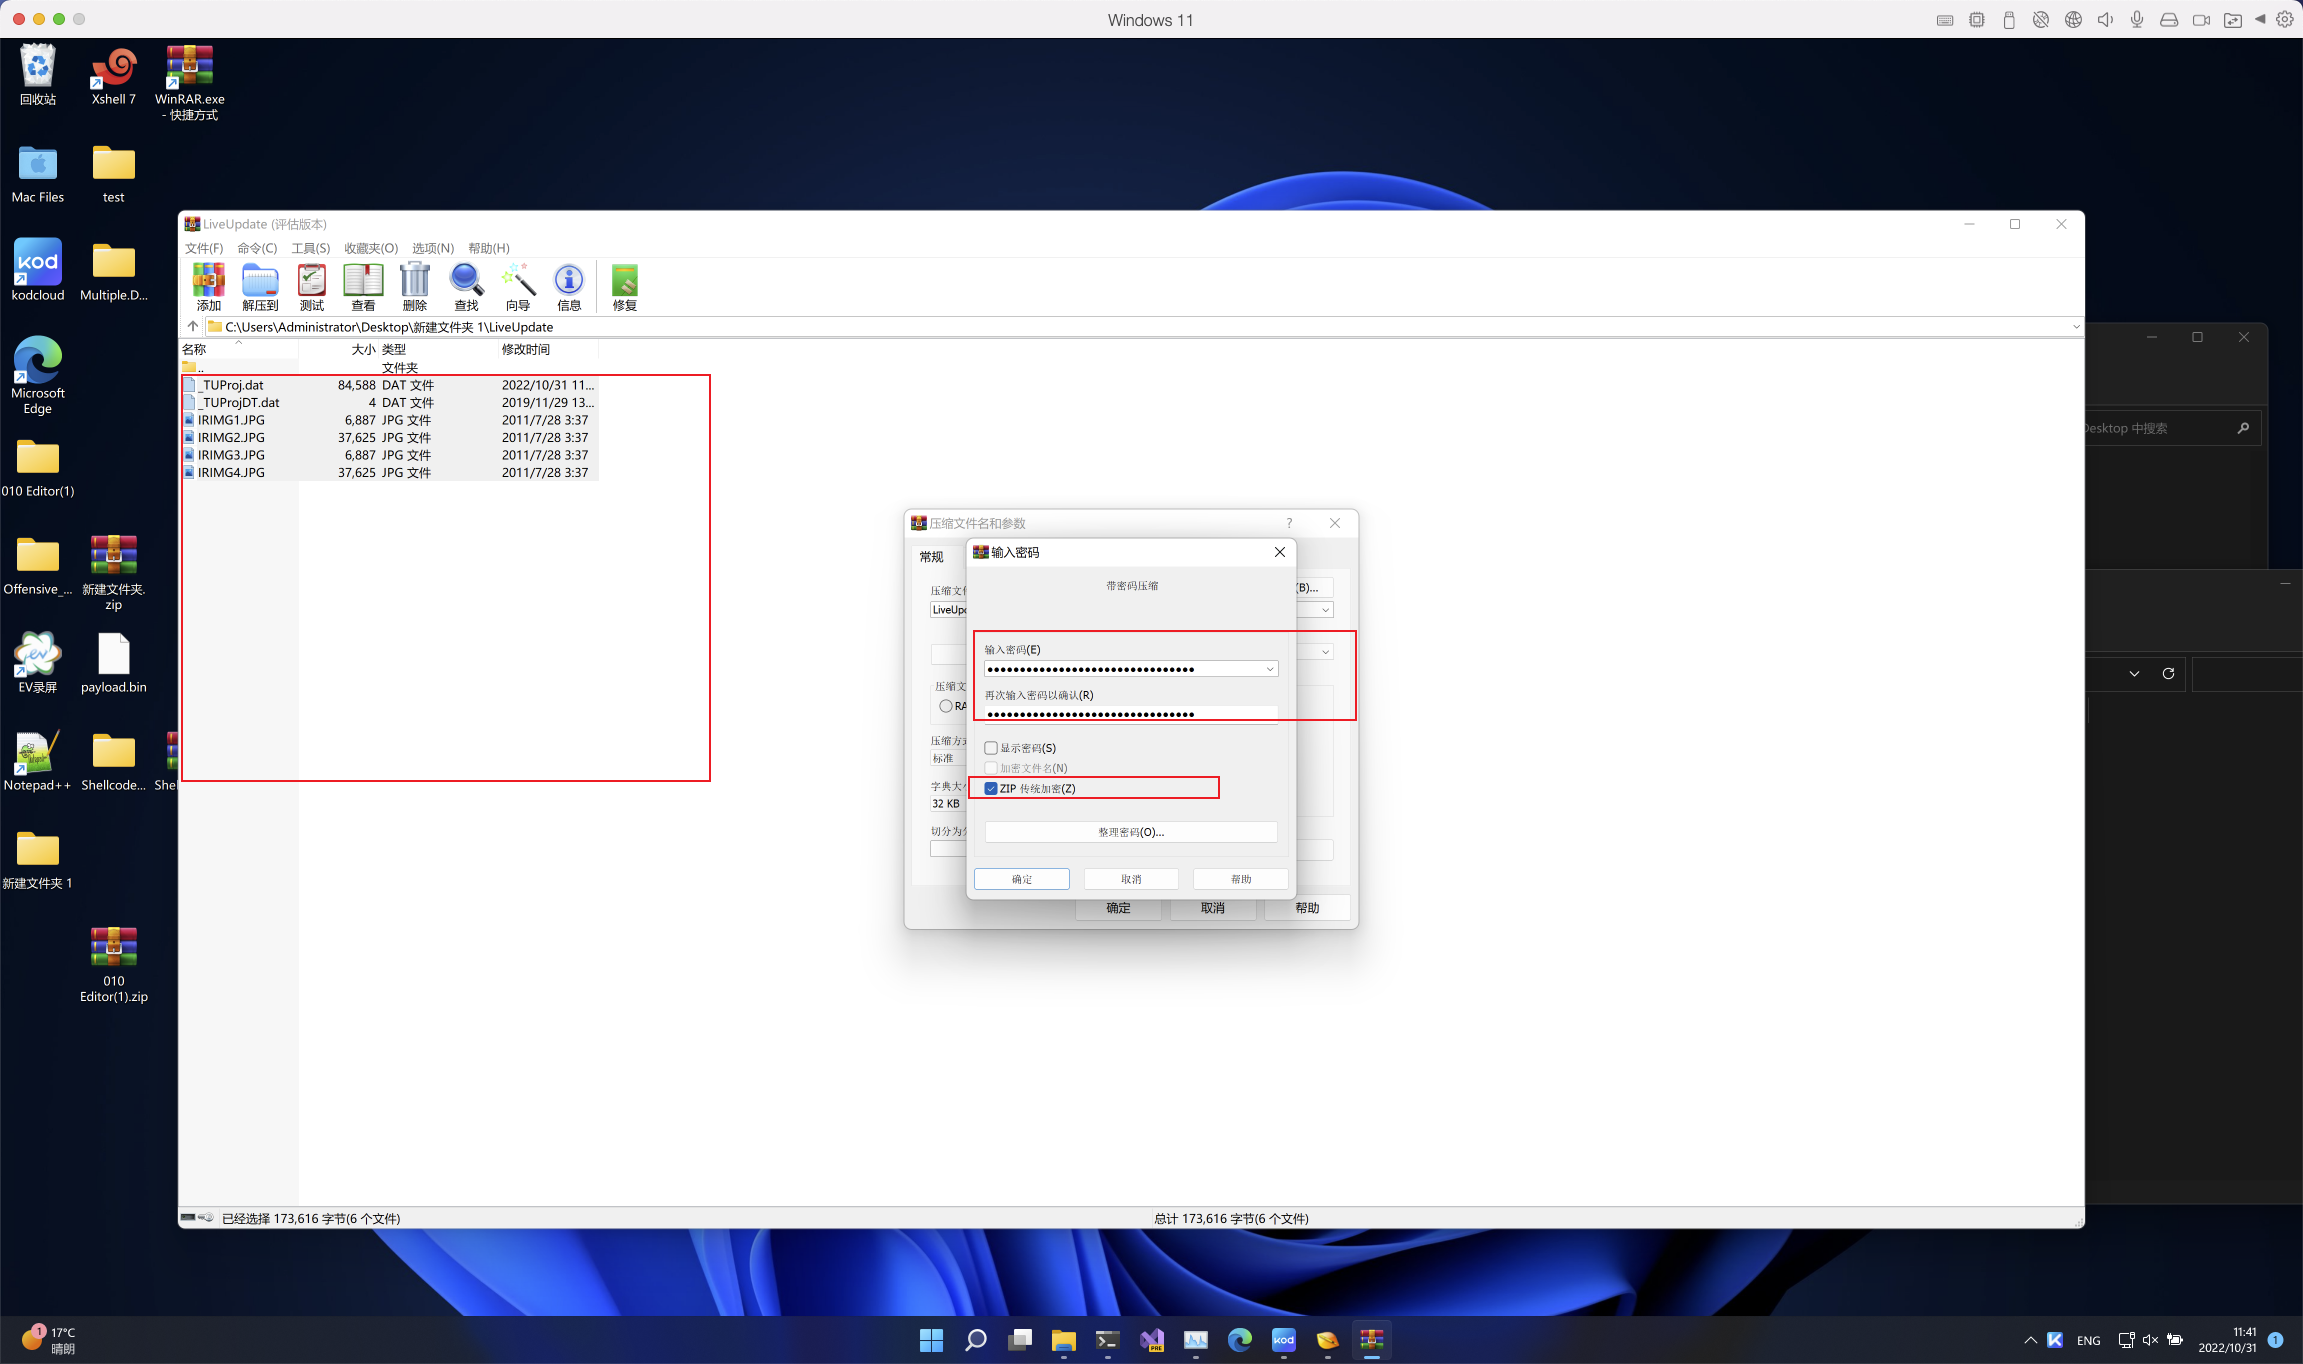 Windows 11
回收站
Xshell 7
WinRAR.exe
- 快捷方式
Mac Files
test
kod
kodcloud
Multiple.D...
Microsoft
Edge
010 Editor(1)
Offensive_...
新建文件夹.
zip
EV录屏
payload.bin
Notepad++
Shellcode...
Shel
新建文件夹 1
010
Editor(1).zip
LiveUpdate (评估版本)
文件(F)
命令(C)
工具(S)
收藏夹(O)
选项(N)
帮助(H)
添加
解压到
测试
查看
删除
查找
向导
信息
修复
C:\Users\Administrator\Desktop\新建文件夹 1\LiveUpdate
名称 大小 类型 修改时间
.. 文件夹
_TUProj.dat 84,588 DAT 文件 2022/10/31 11...
_TUProjDT.dat 4 DAT 文件 2019/11/29 13...
IRIMG1.JPG 6,887 JPG 文件 2011/7/28 3:37
IRIMG2.JPG 37,625 JPG 文件 2011/7/28 3:37
IRIMG3.JPG 6,887 JPG 文件 2011/7/28 3:37
IRIMG4.JPG 37,625 JPG 文件 2011/7/28 3:37
Desktop 中搜索
压缩文件名和参数
?
常规
压缩文件
(B)...
LiveUpd
压缩文
RA
压缩方式
标准
字典大小
32 KB
切分为分
确定
取消
帮助
输入密码
带密码压缩
输入密码(E)
●●●●●●●●●●●●●●●●●●●●●●●●●●●●●●●●
再次输入密码以确认(R)
●●●●●●●●●●●●●●●●●●●●●●●●●●●●●●●●
显示密码(S)
加密文件名(N)
ZIP 传统加密(Z)
整理密码(O)...
确定
取消
帮助
已经选择 173,616 字节(6 个文件)
总计 173,616 字节(6 个文件)
1
17°C
晴朗
PRE
kod
K
ENG
11:41
2022/10/31
1